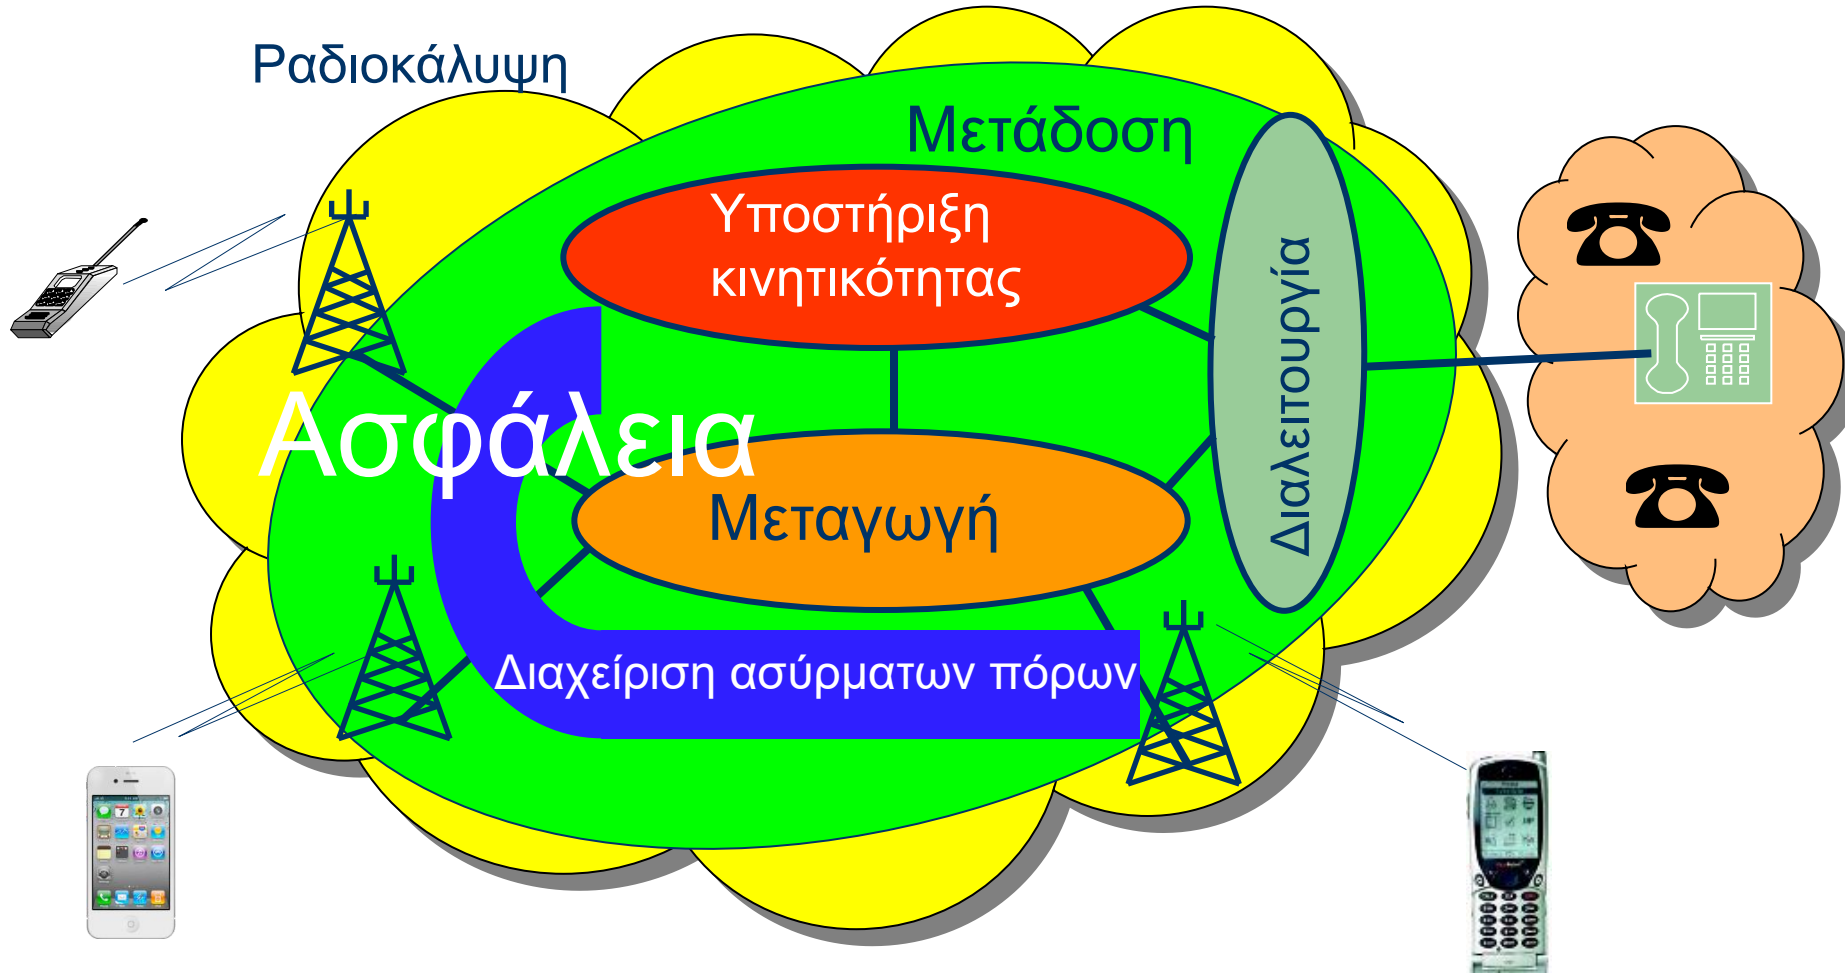 Ραδιοκάλυψη
Μετάδοση
Υποστήριξη
κινητικότητας
Διαλειτουργία
Ασφάλεια
Μεταγωγή
Διαχείριση ασύρματων πόρων